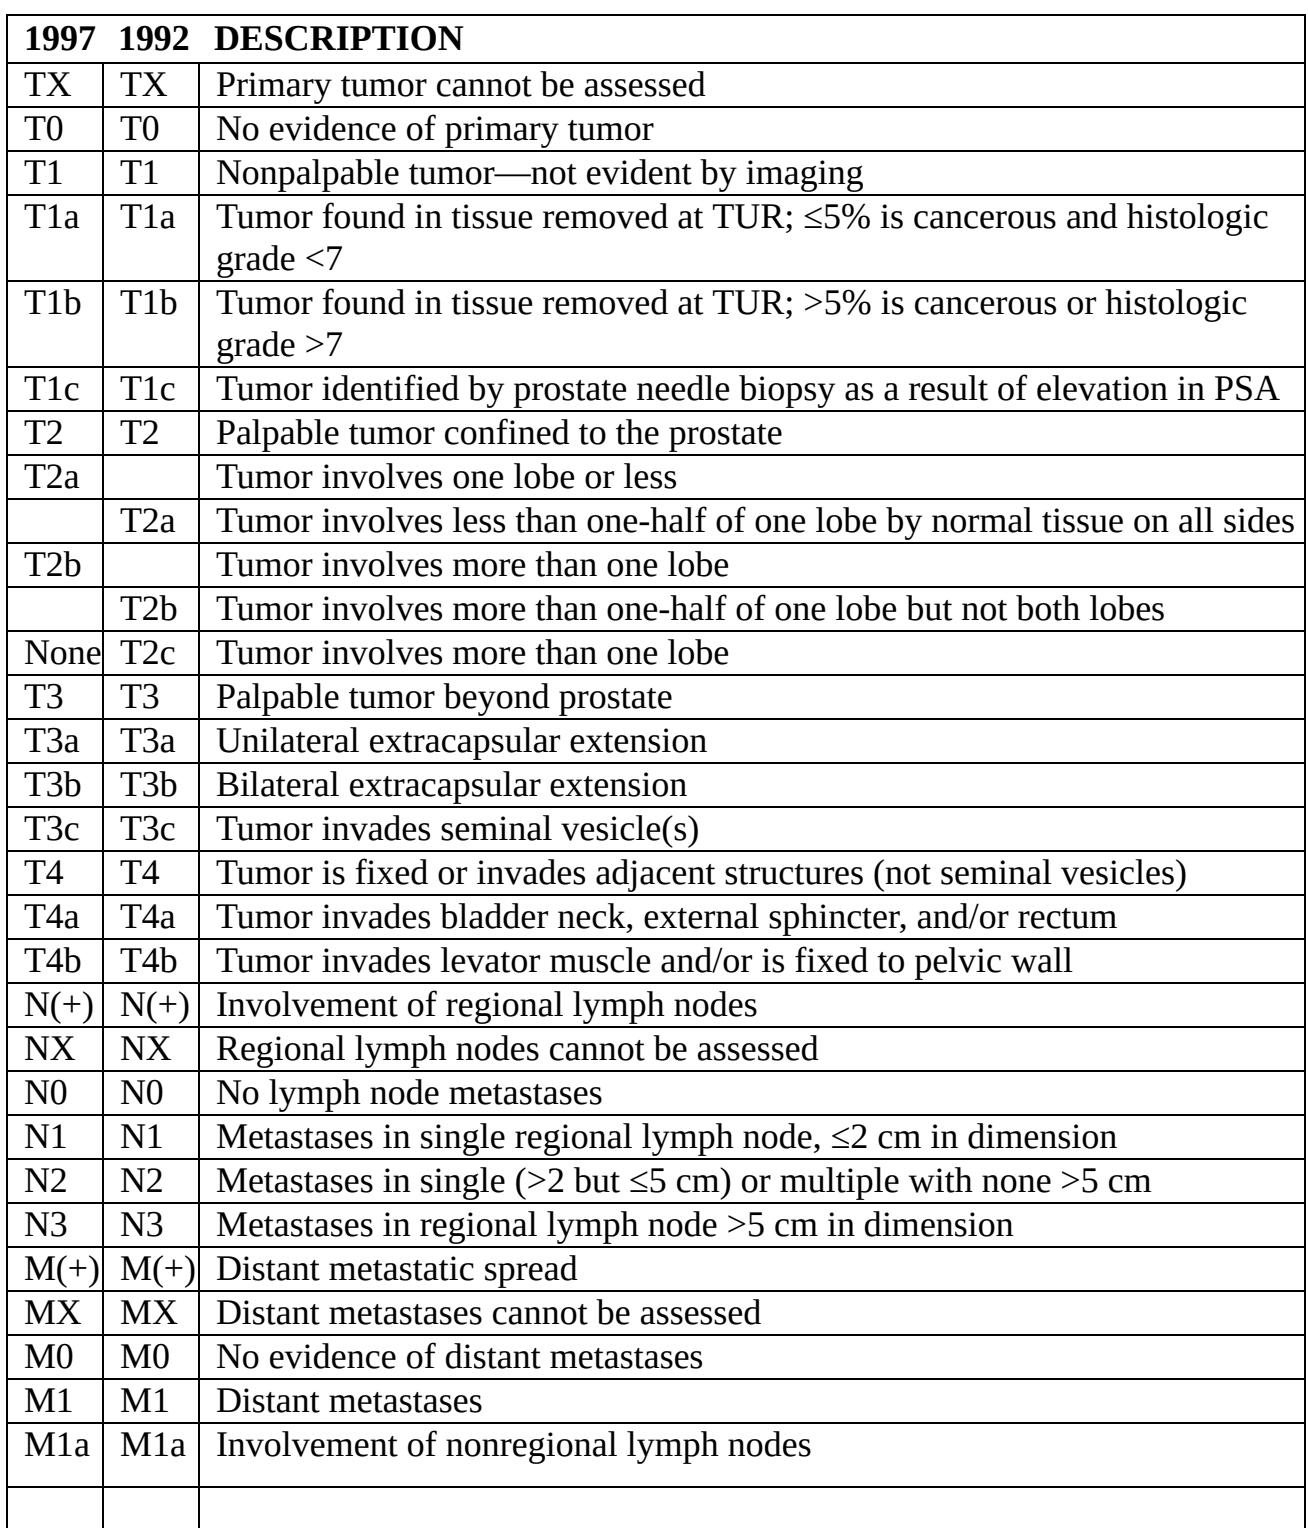 1997 1992 DESCRIPTION
TX TX Primary tumor cannot be assessed
T0 T0 No evidence of primary tumor
T1 T1 Nonpalpable tumor—not evident by imaging
T1a T1a Tumor found in tissue removed at TUR; ≤5% is cancerous and histologic
grade <7
T1b T1b Tumor found in tissue removed at TUR; >5% is cancerous or histologic
grade >7
T1c T1c Tumor identified by prostate needle biopsy as a result of elevation in PSA
T2 T2 Palpable tumor confined to the prostate
T2a Tumor involves one lobe or less
T2a Tumor involves less than one-half of one lobe by normal tissue on all sides
T2b Tumor involves more than one lobe
T2b Tumor involves more than one-half of one lobe but not both lobes
None T2c Tumor involves more than one lobe
T3 T3 Palpable tumor beyond prostate
T3a T3a Unilateral extracapsular extension
T3b T3b Bilateral extracapsular extension
T3c T3c Tumor invades seminal vesicle(s)
T4 T4 Tumor is fixed or invades adjacent structures (not seminal vesicles)
T4a T4a Tumor invades bladder neck, external sphincter, and/or rectum
T4b T4b Tumor invades levator muscle and/or is fixed to pelvic wall
N(+) N(+) Involvement of regional lymph nodes
NX NX Regional lymph nodes cannot be assessed
N0 N0 No lymph node metastases
N1 N1 Metastases in single regional lymph node, ≤2 cm in dimension
N2 N2 Metastases in single (>2 but ≤5 cm) or multiple with none >5 cm
N3 N3 Metastases in regional lymph node >5 cm in dimension
M(+) M(+) Distant metastatic spread
MX MX Distant metastases cannot be assessed
M0 M0 No evidence of distant metastases
M1 M1 Distant metastases
M1a M1a Involvement of nonregional lymph nodes